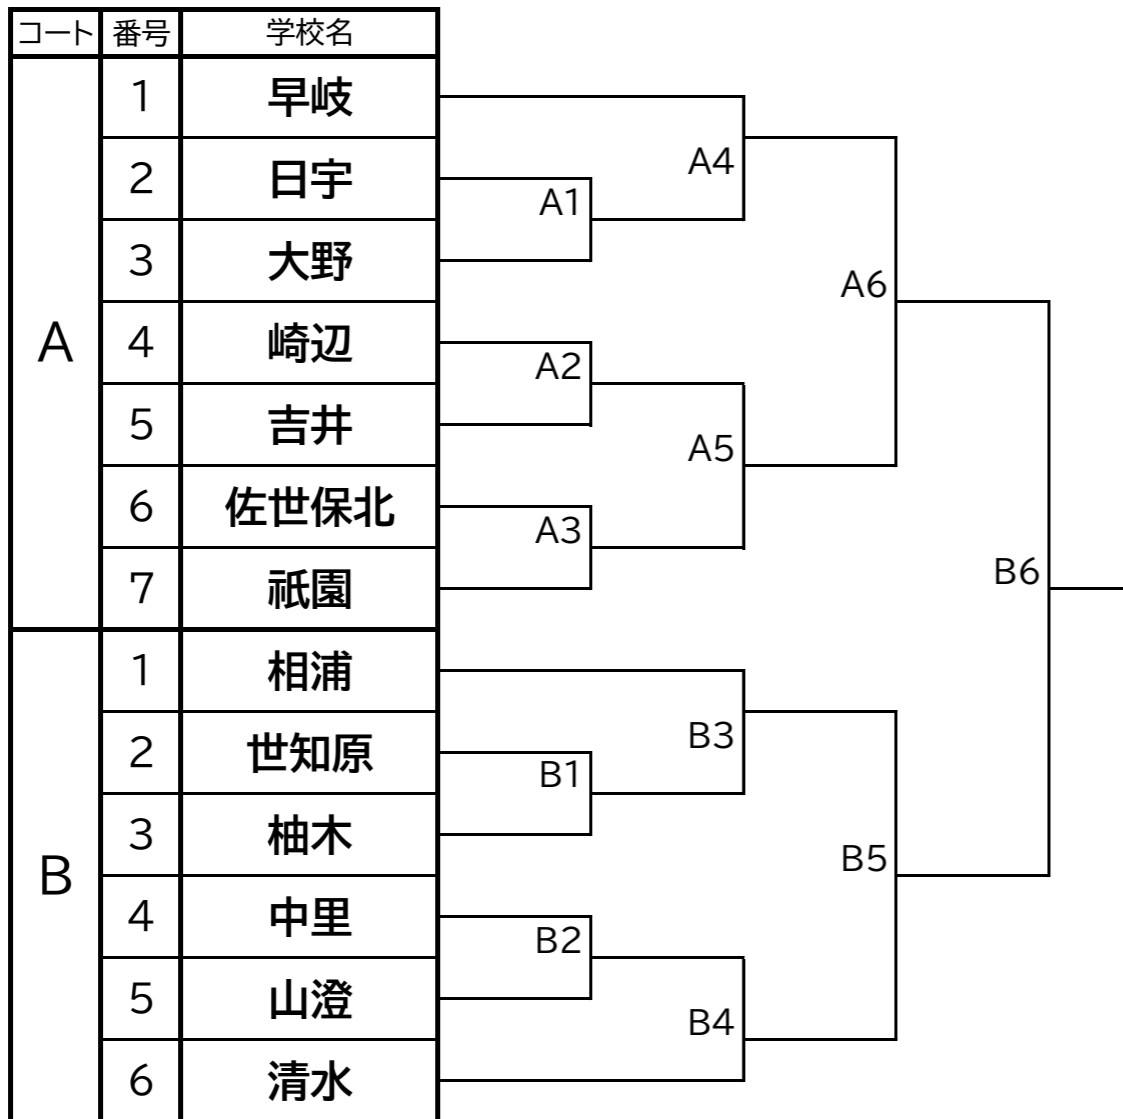 コート 番号 学校名
A
1 早岐
2 日宇
3 大野
4 崎辺
5 吉井
6 佐世保北
7 祇園
B
1 相浦
2 世知原
3 柚木
4 中里
5 山澄
6 清水
A1
A2
A3
A4
A5
A6
B1
B2
B3
B4
B5
B6